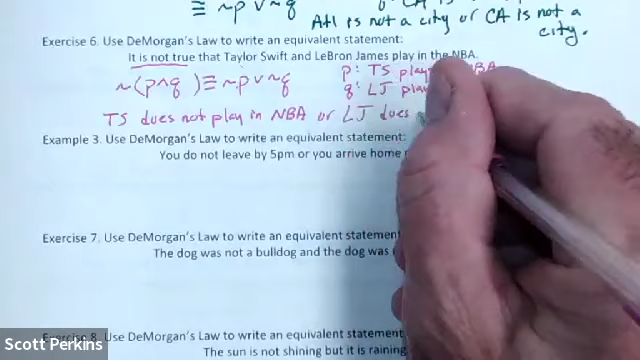 ≅ ~p ∨ ~q
Atl is not a city or CA is not a city.
Exercise 6. Use DeMorgan's Law to write an equivalent statement:
It is not true that Taylor Swift and LeBron James play in the NBA.
~(p∧q) ≡ ~p ∨ ~q p: TS play
q: LJ pla
TS does not play in NBA or LJ does
Example 3. Use DeMorgan's Law to write an equivalent statement:
You do not leave by 5pm or you arrive home
Exercise 7. Use DeMorgan's Law to write an equivalent statement
The dog was not a bulldog and the dog was
Exercise 8. Use DeMorgan's Law to write an equivalent statement
The sun is not shining but it is raining
Scott Perkins